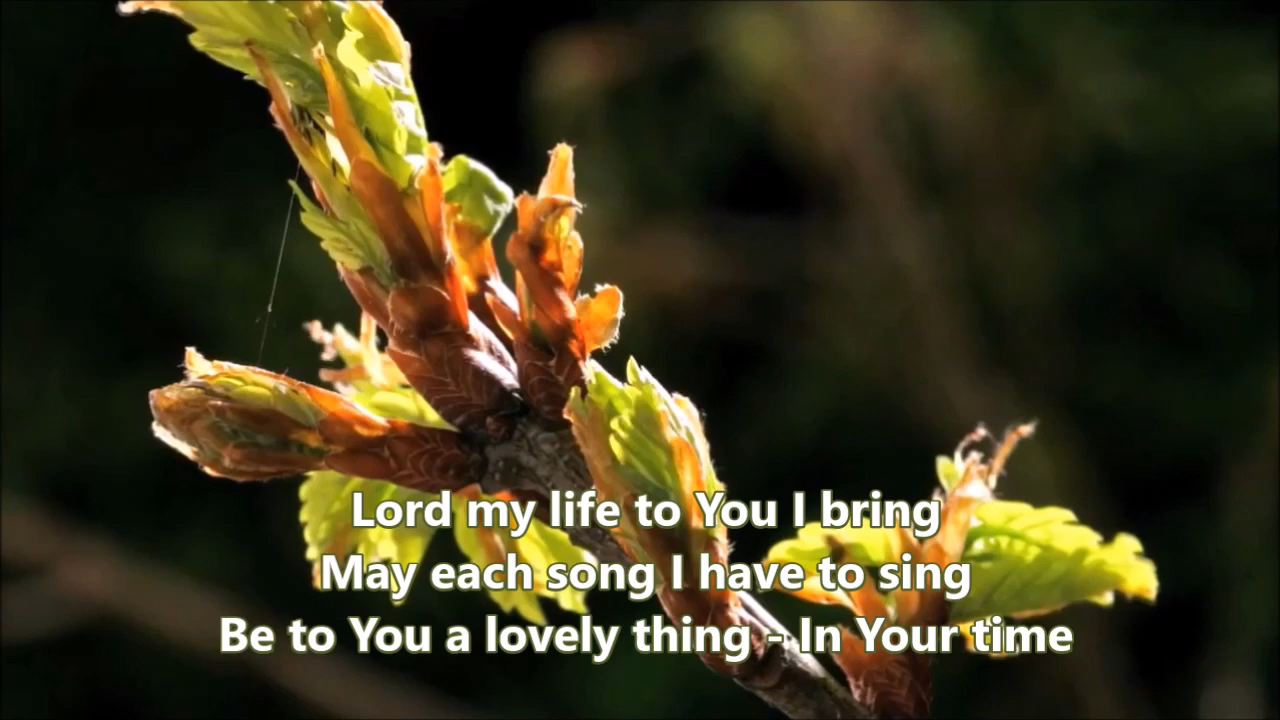 Lord my life to You I bring
May each song I have to sing
Be to You a lovely thing - In Your time